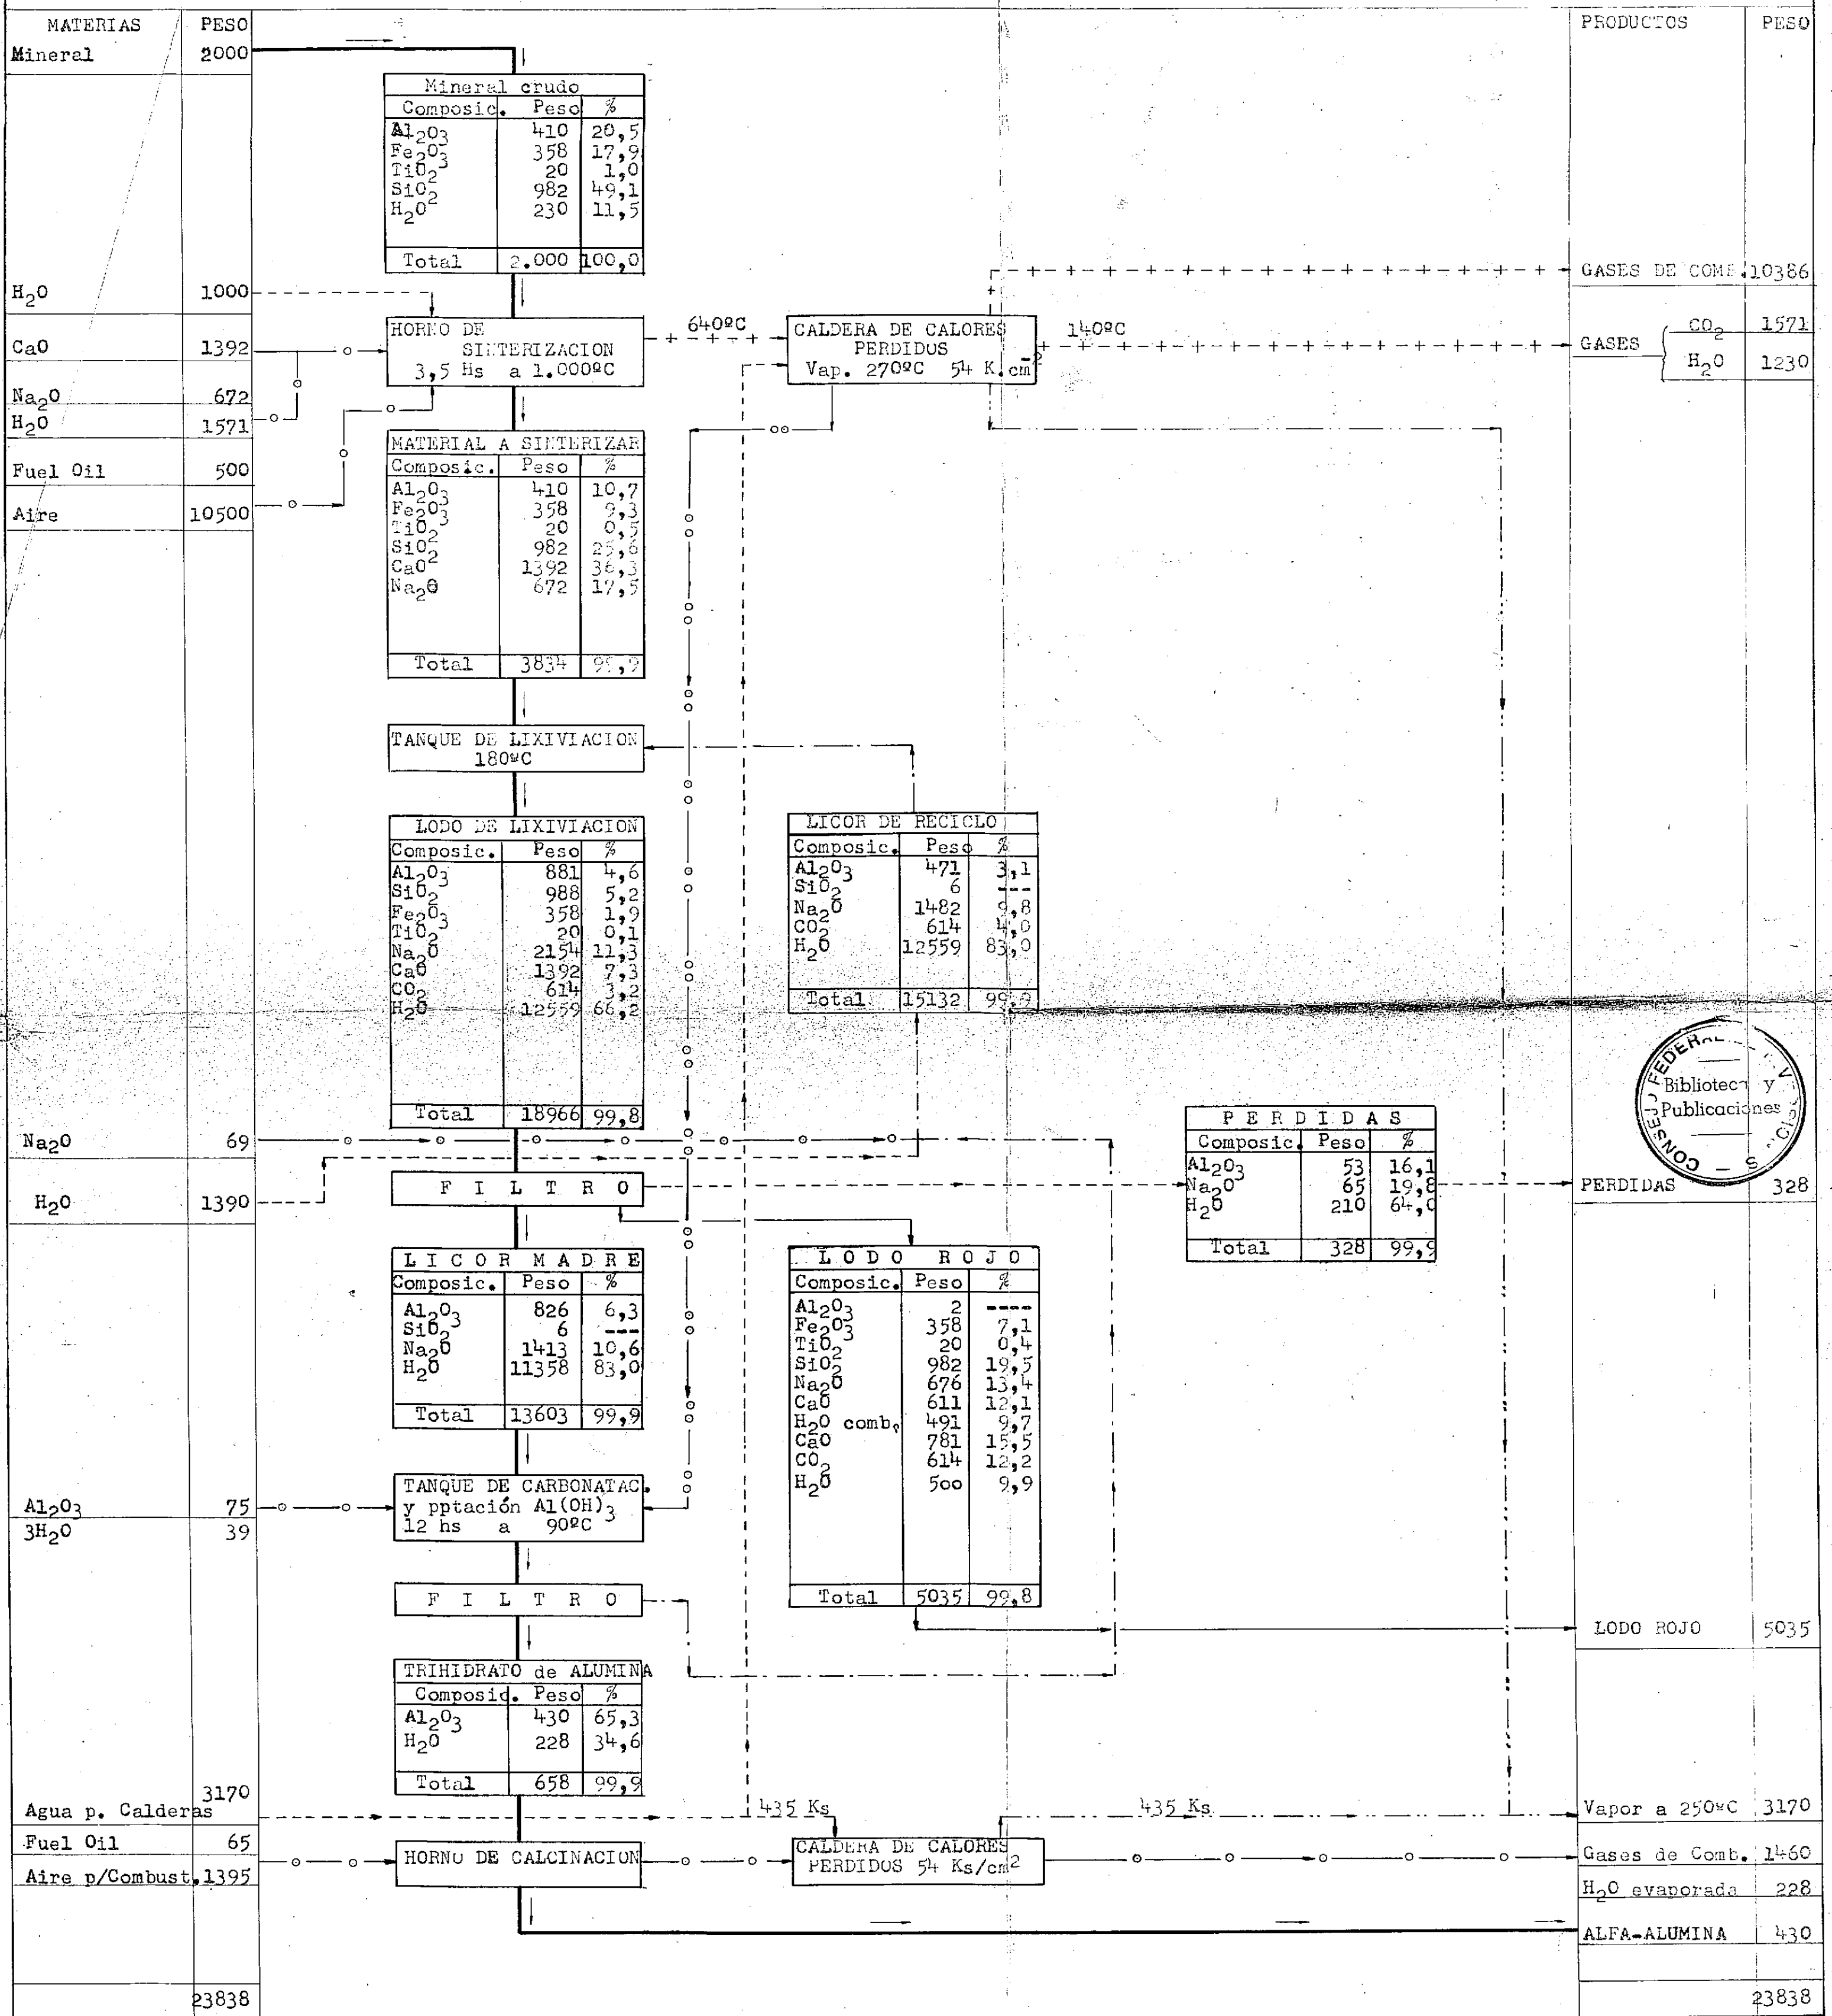 MATERIAS PESO
Mineral 2000
H2O 1000
CaO 1392
Na2O 672
H2O 1571
Fuel Oil 500
Aire 10500
Na2O 69
H2O 1390
Al2O3 75
3H2O 39
3170
Agua p. Calderas
Fuel Oil 65
Aire p/Combust. 1395
23838
Mineral crudo
Composic. Peso %
Al2O3 410 20,5
Fe2O3 358 17,9
TiO2 20 1,0
SiO2 982 49,1
H2O 230 11,5
Total 2.000 100,0
HORNO DE
SINTERIZACION
3,5 Hs a 1.000ºC
640ºC
CALDERA DE CALORES
PERDIDOS
Vap. 270ºC 54 K.cm-2
140ºC
MATERIAL A SINTERIZAR
Composic. Peso %
Al2O3 410 10,7
Fe2O3 358 9,3
TiO2 20 0,5
SiO2 982 25,6
CaO 1392 36,3
Na2O 672 17,5
Total 3834 99,9
TANQUE DE LIXIVIACION
180ºC
LODO DE LIXIVIACION
Composic. Peso %
Al2O3 881 4,6
SiO2 988 5,2
Fe2O3 358 1,9
TiO2 20 0,1
Na2O 2154 11,3
CaO 1392 7,3
CO2 614 3,2
H2O 12559 66,2
Total 18966 99,8
LICOR DE RECICLO
Composic. Peso %
Al2O3 471 3,1
SiO2 6 ---
Na2O 1482 9,8
CO2 614 4,0
H2O 12559 83,0
Total 15132 99,9
F I L T R O
P E R D I D A S
Composic. Peso %
Al2O3 53 16,1
Na2O 65 19,8
H2O 210 64,0
Total 328 99,9
L I C O R M A D R E
Composic. Peso %
Al2O3 826 6,3
SiO2 6 ---
Na2O 1413 10,6
H2O 11358 83,0
Total 13603 99,9
L O D O R O J O
Composic. Peso %
Al2O3 2 ----
Fe2O3 358 7,1
TiO2 20 0,4
SiO2 982 19,5
Na2O 676 13,4
CaO 611 12,1
H2O comb. 491 9,7
CaO 781 15,5
CO2 614 12,2
H2O 500 9,9
Total 5035 99,8
TANQUE DE CARBONATAC.
y pptación Al(OH)3
12 hs a 90ºC
F I L T R O
TRIHIDRATO de ALUMINA
Composic. Peso %
Al2O3 430 65,3
H2O 228 34,6
Total 658 99,9
435 Ks
435 Ks
HORNO DE CALCINACION
CALDERA DE CALORES
PERDIDOS 54 Ks/cm2
PRODUCTOS PESO
GASES DE COMB. 10386
GASES
CO2 1571
H2O 1230
CONSEJO FEDERAL
Biblioteca y
Publicaciones
PERDIDAS 328
LODO ROJO 5035
Vapor a 250ºC 3170
Gases de Comb. 1460
H2O evaporada 228
ALFA-ALUMINA 430
23838